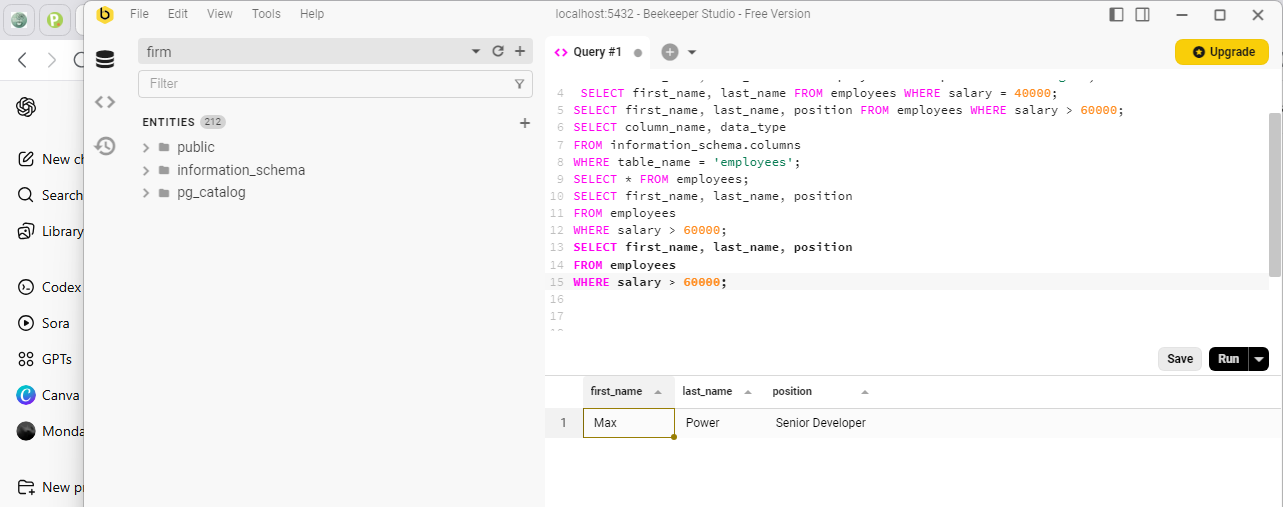 File Edit View Tools Help
localhost:5432 - Beekeeper Studio - Free Version
firm
Query #1
Upgrade
Filter
ENTITIES 212
public
information_schema
pg_catalog
New ch
Search
Library
Codex
Sora
GPTs
Canva
Monda
New pr
4 SELECT first_name, last_name FROM employees WHERE salary = 40000;
5 SELECT first_name, last_name, position FROM employees WHERE salary > 60000;
6 SELECT column_name, data_type
7 FROM information_schema.columns
8 WHERE table_name = 'employees';
9 SELECT * FROM employees;
10 SELECT first_name, last_name, position
11 FROM employees
12 WHERE salary > 60000;
13 SELECT first_name, last_name, position
14 FROM employees
15 WHERE salary > 60000;
16
17
Save Run
first_name last_name position
1 Max Power Senior Developer